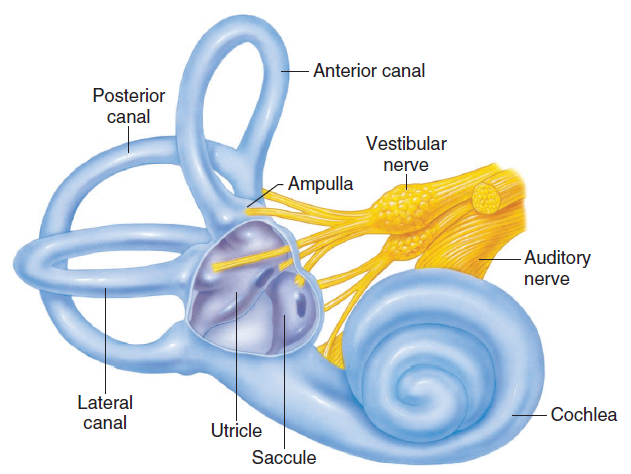 Anterior canal
Posterior
canal
Vestibular
nerve
Ampulla
Auditory
nerve
Lateral
canal
Utricle
Saccule
Cochlea